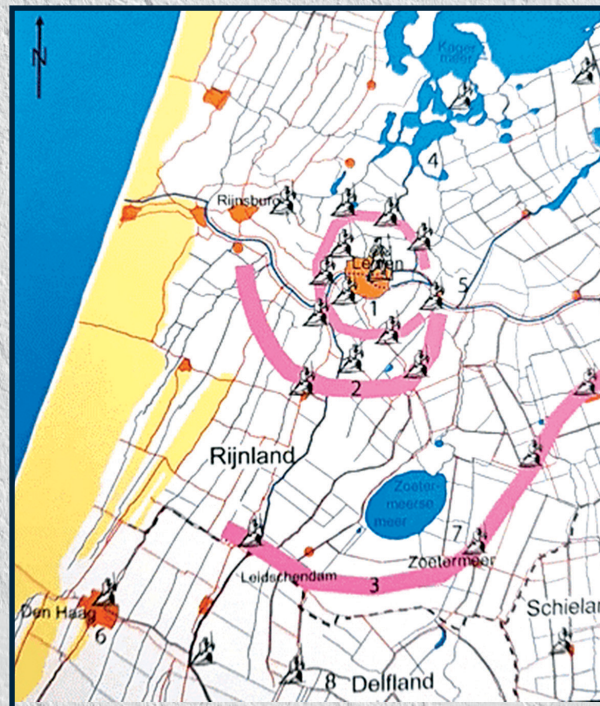 N
Kager
meer
4
Rijnsburg
Leiden
5
1
2
Rijnland
Zoeter-
meerse
meer
7
Zoetermeer
Leidschendam
3
Den Haag
6
Schielan
8 Delfland